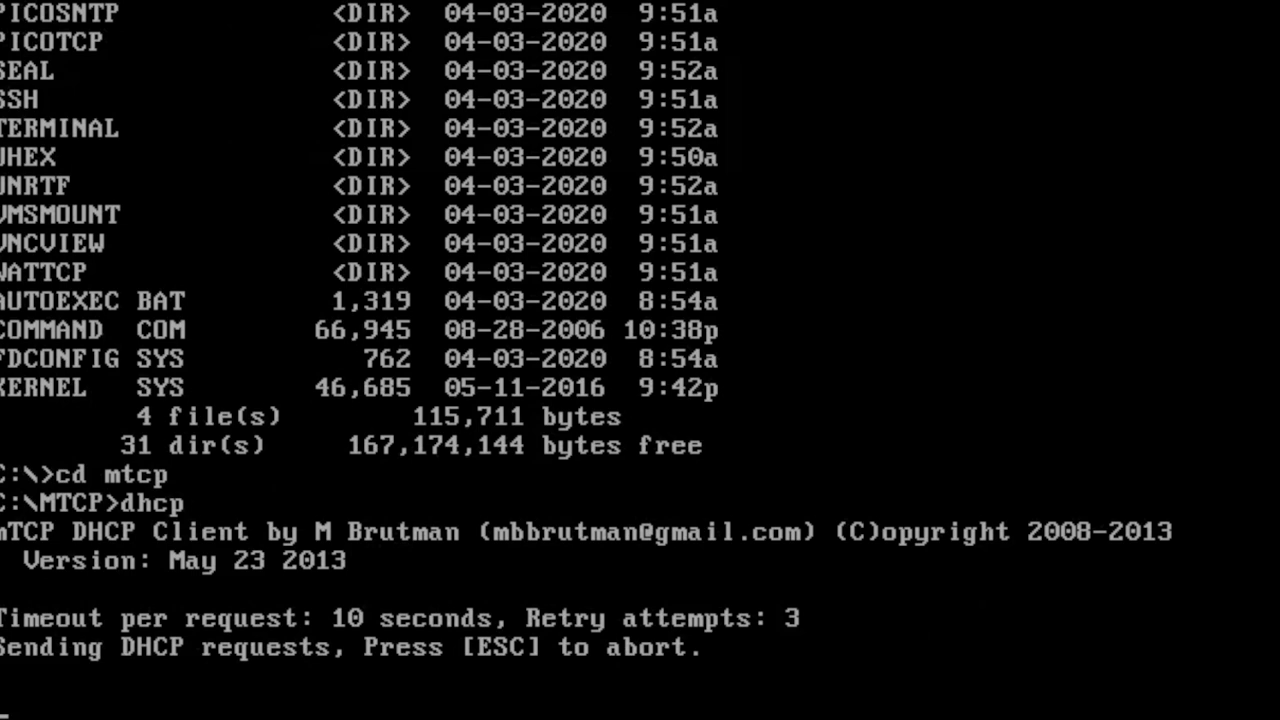 PICOSNTP <DIR> 04-03-2020 9:51a
PICOTCP <DIR> 04-03-2020 9:51a
SEAL <DIR> 04-03-2020 9:52a
SSH <DIR> 04-03-2020 9:51a
TERMINAL <DIR> 04-03-2020 9:52a
UHEX <DIR> 04-03-2020 9:50a
UNRTF <DIR> 04-03-2020 9:52a
VMSMOUNT <DIR> 04-03-2020 9:51a
VNCVIEW <DIR> 04-03-2020 9:51a
WATTCP <DIR> 04-03-2020 9:51a
AUTOEXEC BAT 1,319 04-03-2020 8:54a
COMMAND COM 66,945 08-28-2006 10:38p
FDCONFIG SYS 762 04-03-2020 8:54a
KERNEL SYS 46,685 05-11-2016 9:42p
4 file(s) 115,711 bytes
31 dir(s) 167,174,144 bytes free
C:\>cd mtcp
C:\MTCP>dhcp
mTCP DHCP Client by M Brutman (mbbrutman@gmail.com) (C)opyright 2008-2013
Version: May 23 2013
Timeout per request: 10 seconds, Retry attempts: 3
Sending DHCP requests, Press [ESC] to abort.